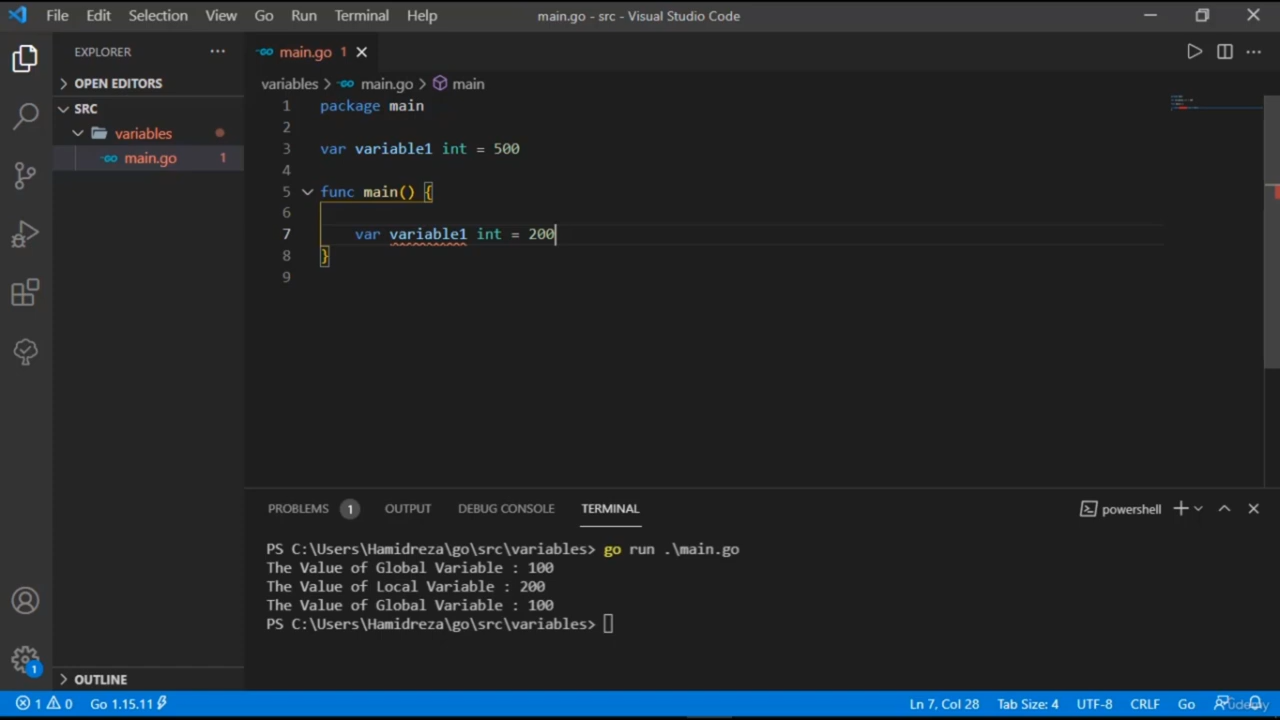 File Edit Selection View Go Run Terminal Help main.go - src - Visual Studio Code
EXPLORER
main.go 1
OPEN EDITORS
variables > main.go > main
SRC
variables
main.go 1
1 package main
2
3 var variable1 int = 500
4
5 func main() {
6
7 var variable1 int = 200
8 }
9
PROBLEMS 1 OUTPUT DEBUG CONSOLE TERMINAL powershell
PS C:\Users\Hamidreza\go\src\variables> go run .\main.go
The Value of Global Variable : 100
The Value of Local Variable : 200
The Value of Global Variable : 100
PS C:\Users\Hamidreza\go\src\variables>
1
OUTLINE
1 0 Go 1.15.11 Ln 7, Col 28 Tab Size: 4 UTF-8 CRLF Go Udemy